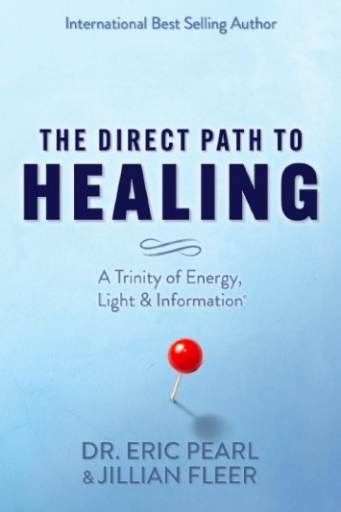 International Best Selling Author
THE DIRECT PATH TO
HEALING
A Trinity of Energy,
Light & Information®
DR. ERIC PEARL
& JILLIAN FLEER